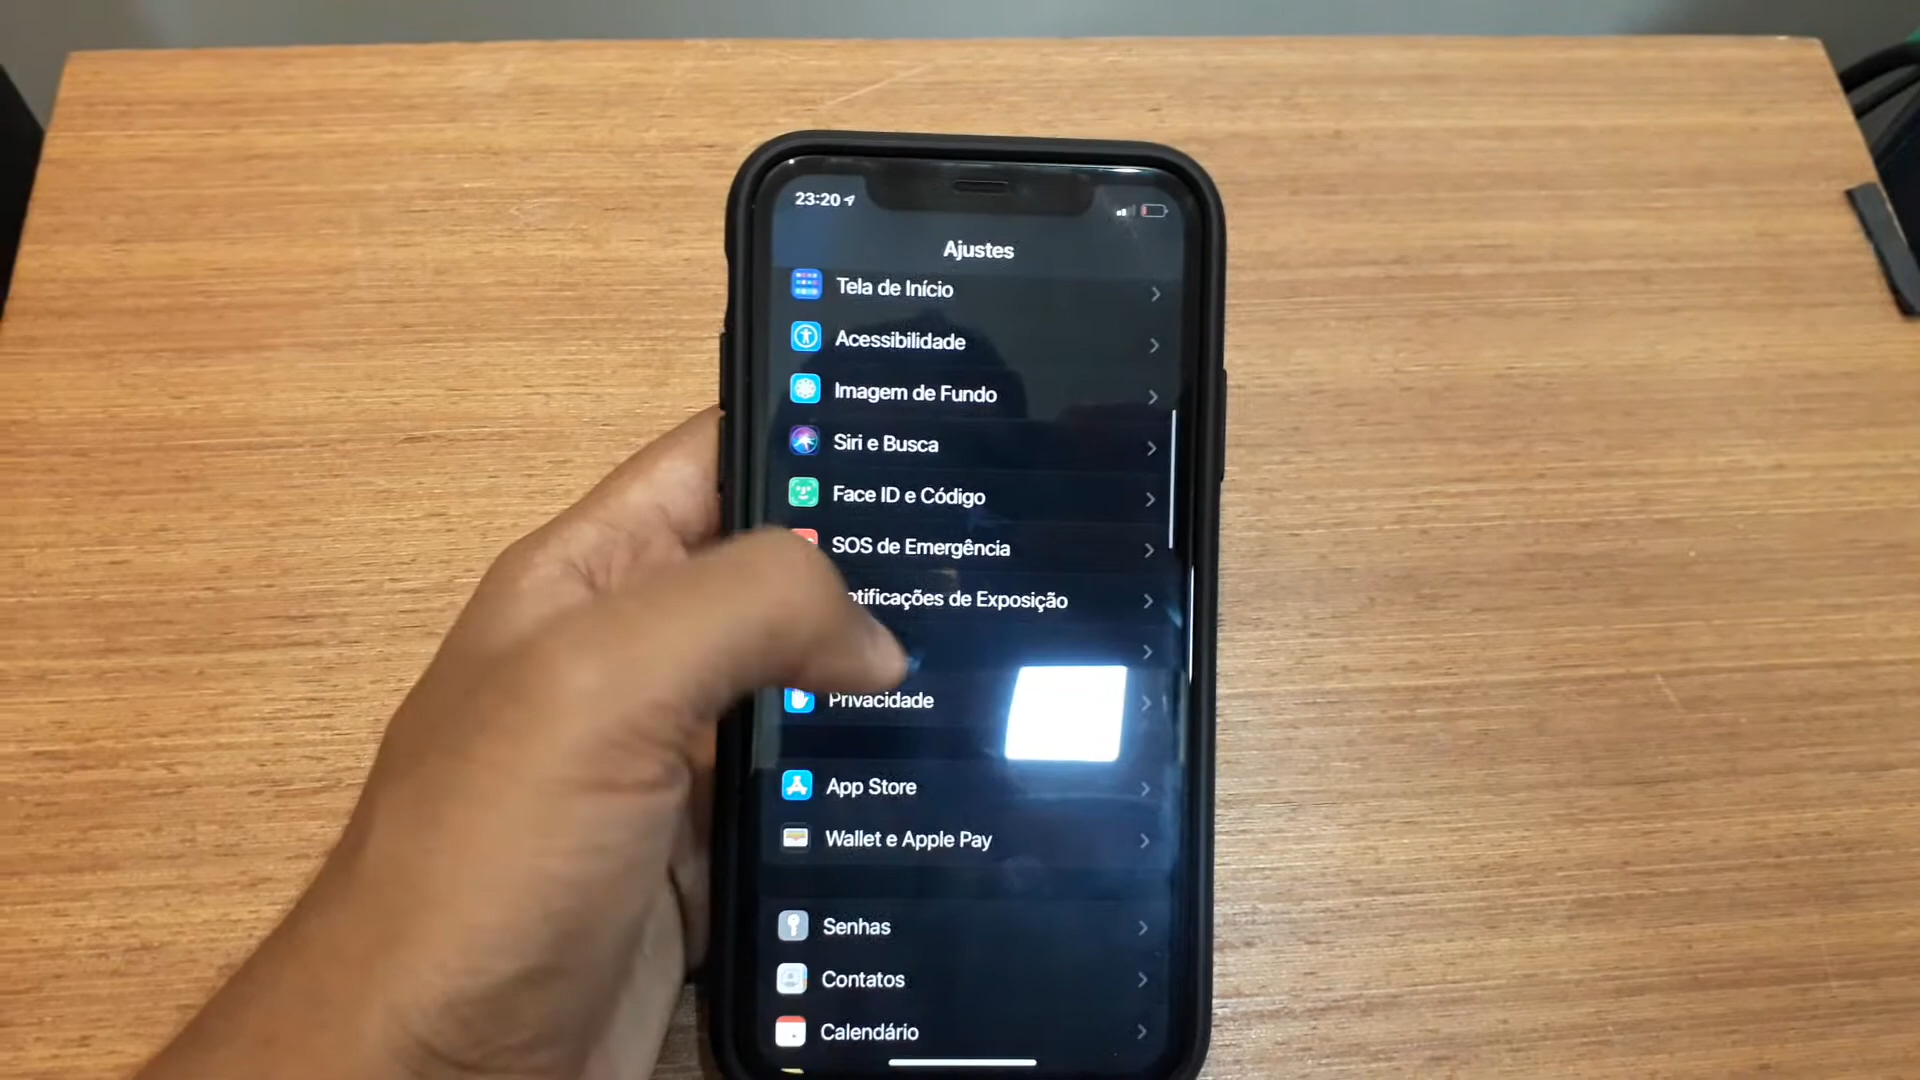 23:20
Ajustes
Tela de Início
Acessibilidade
Imagem de Fundo
Siri e Busca
Face ID e Código
SOS de Emergência
otificações de Exposição
Privacidade
App Store
Wallet e Apple Pay
Senhas
Contatos
Calendário